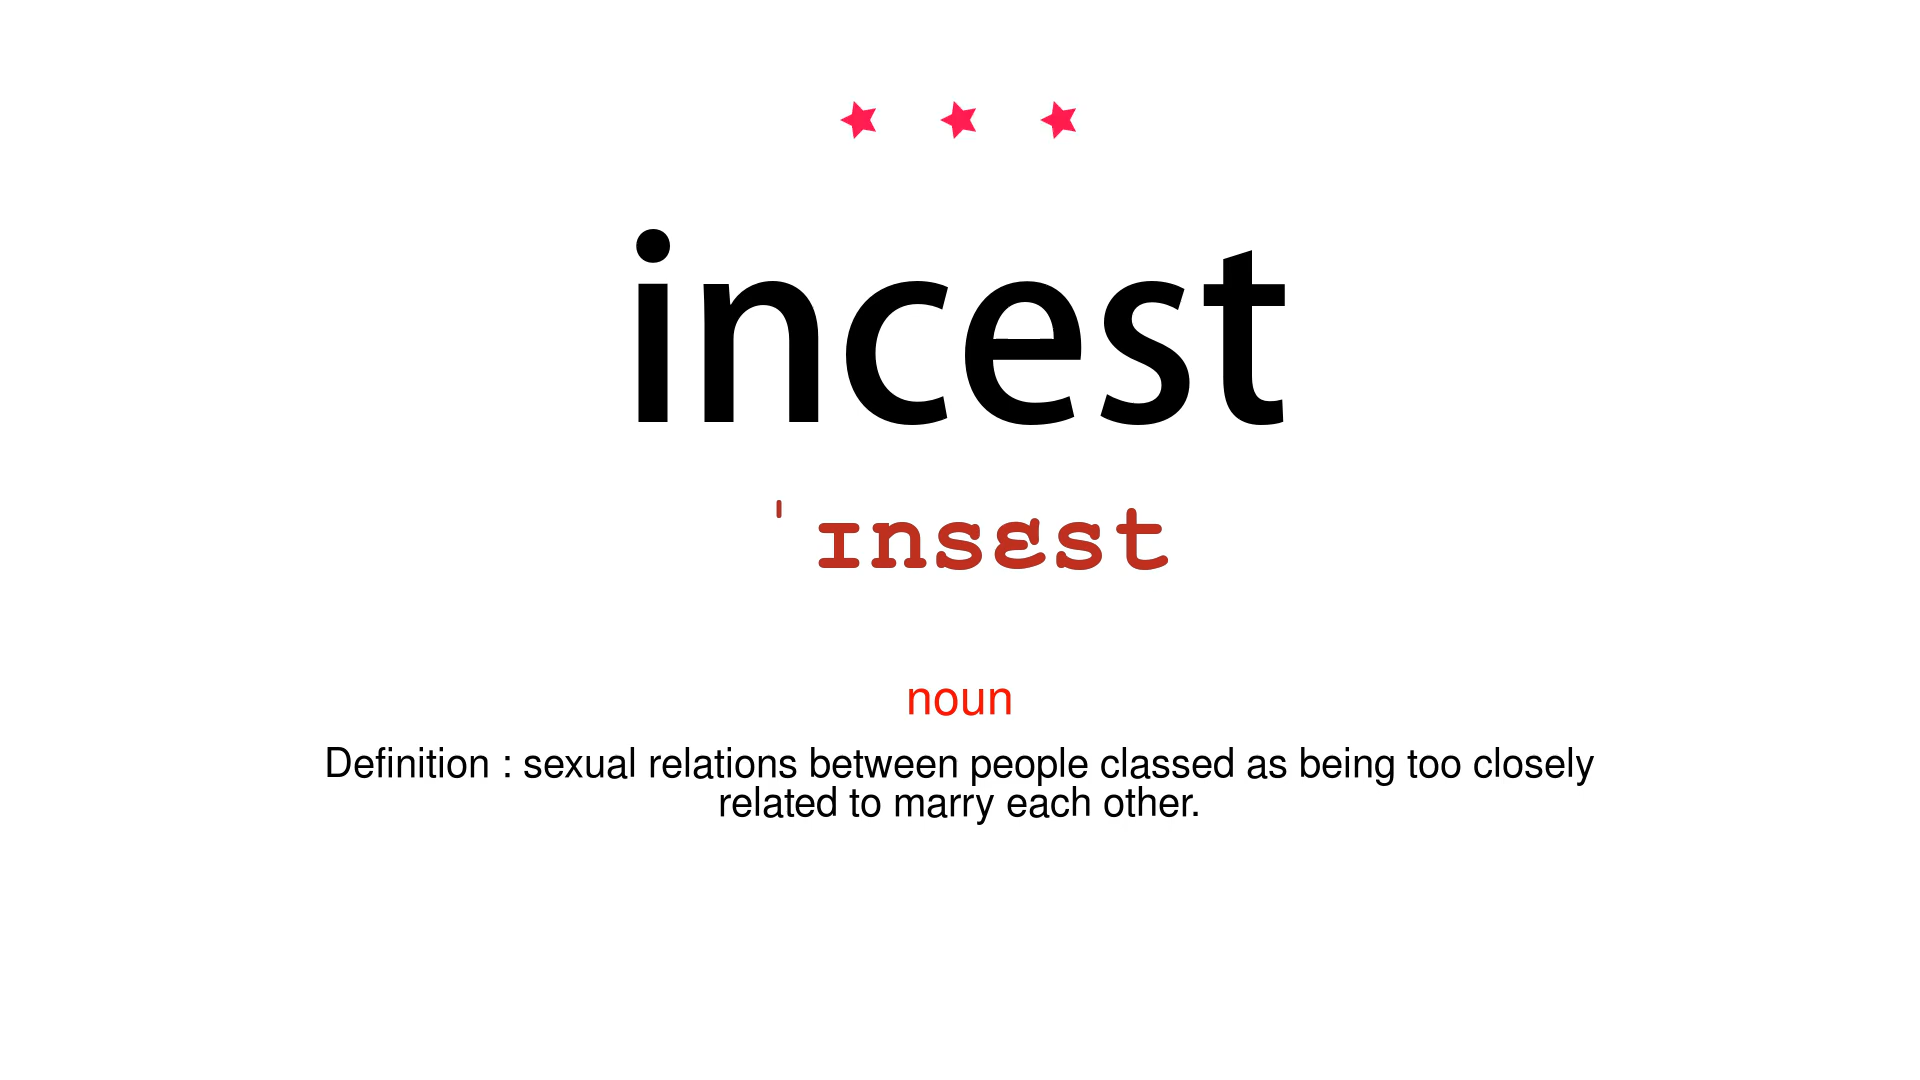 incest
ˈɪnsɛst
noun
Definition : sexual relations between people classed as being too closely
related to marry each other.